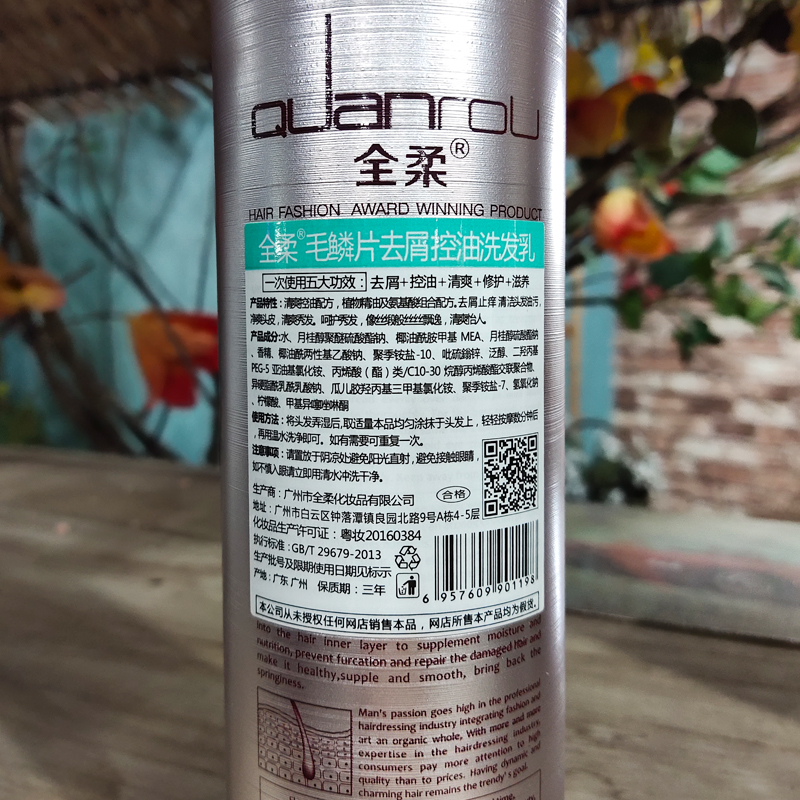 quanrou
全柔®
HAIR FASHION AWARD WINNING PRODUCT
全柔®毛鳞片去屑控油洗发乳
一次使用五大功效：去屑+控油+清爽+修护+滋养
产品特性：清爽控油配方，植物精油及氨基酸组合配方，去屑止痒 清洁头发油污，
净爽头皮，清爽秀发。呵护秀发，像丝缎般丝丝飘逸，清爽怡人。
产品成分:水、月桂醇聚醚硫酸酯钠、椰油酰胺甲基 MEA、月桂醇硫酸酯钠
、香精、椰油酰两性基乙酸钠、聚季铵盐-10、吡硫鎓锌、泛醇、二羟丙基
PEG-5 亚油基氯化铵、丙烯酸（酯）类/C10-30 烷醇丙烯酸酯交联聚合物、
异硬脂酰乳酰乳酸钠、瓜儿胶羟丙基三甲基氯化铵、聚季铵盐-7、氢氧化钠
、柠檬酸、甲基异噻唑啉酮
使用方法：将头发弄湿后,取适量本品均匀涂抹于头发上，轻轻按摩数分钟后
，再用温水洗净即可。如有需要可重复一次。
注意事项：请置放于阴凉处避免阳光直射，避免接触眼睛，
如不慎入眼请立即用清水冲洗干净。
生产商：广州市全柔化妆品有限公司 合格
地址：广州市白云区钟落潭镇良园北路9号A栋4-5层
化妆品生产许可证：粤妆20160384
执行标准:GB/T 29679-2013
生产批号及限期使用日期见标示
产地：广东 广州 保质期：三年
6 957609 901198
本公司从未授权任何网店销售本品，网店所售本产品均为假货。
into the hair inner layer to supplement moisture and
nutrition, prevent furcation and repair the damaged Hair and
make it healthy,supple and smooth, bring back the
springiness.
Man's passion goes high in the professional
hairdressing industry integrating fashion and
art an organic whole, With more and more
expertise in the hairdressing industry,
consumers pay more attention to high
quality than to prices. Having dynamic and
charming hair remains the trendy's goal.